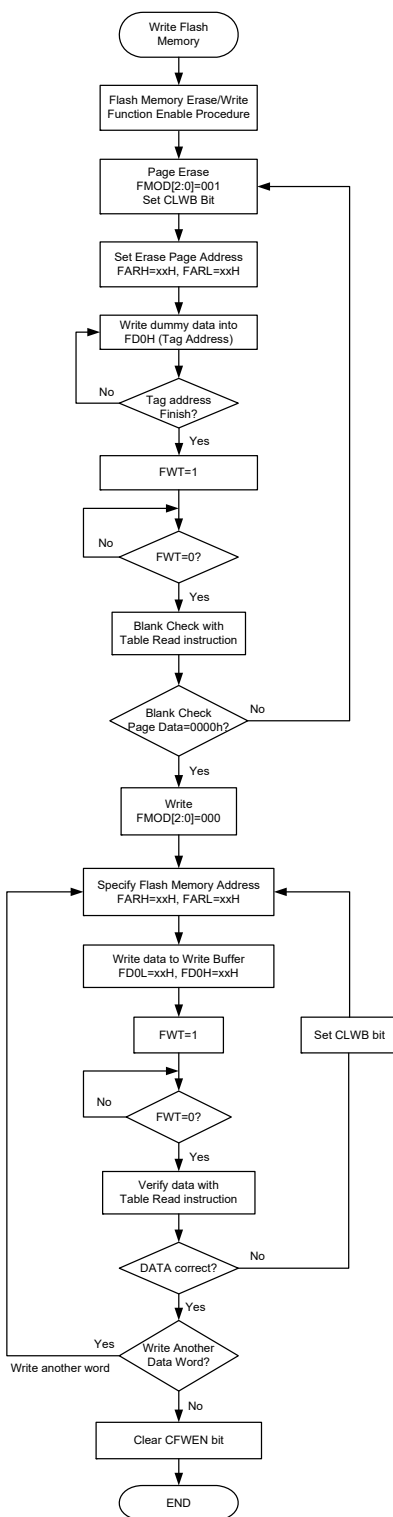 Write Flash
Memory
Flash Memory Erase/Write
Function Enable Procedure
Page Erase
FMOD[2:0]=001
Set CLWB Bit
Set Erase Page Address
FARH=xxH, FARL=xxH
Write dummy data into
FD0H (Tag Address)
No
Tag address
Finish?
Yes
FWT=1
No
FWT=0?
Yes
Blank Check with
Table Read instruction
No
Blank Check
Page Data=0000h?
Yes
Write
FMOD[2:0]=000
Specify Flash Memory Address
FARH=xxH, FARL=xxH
Write data to Write Buffer
FD0L=xxH, FD0H=xxH
FWT=1
Set CLWB bit
No
FWT=0?
Yes
Verify data with
Table Read instruction
No
DATA correct?
Yes
Yes
Write Another
Data Word?
Write another word
No
Clear CFWEN bit
END